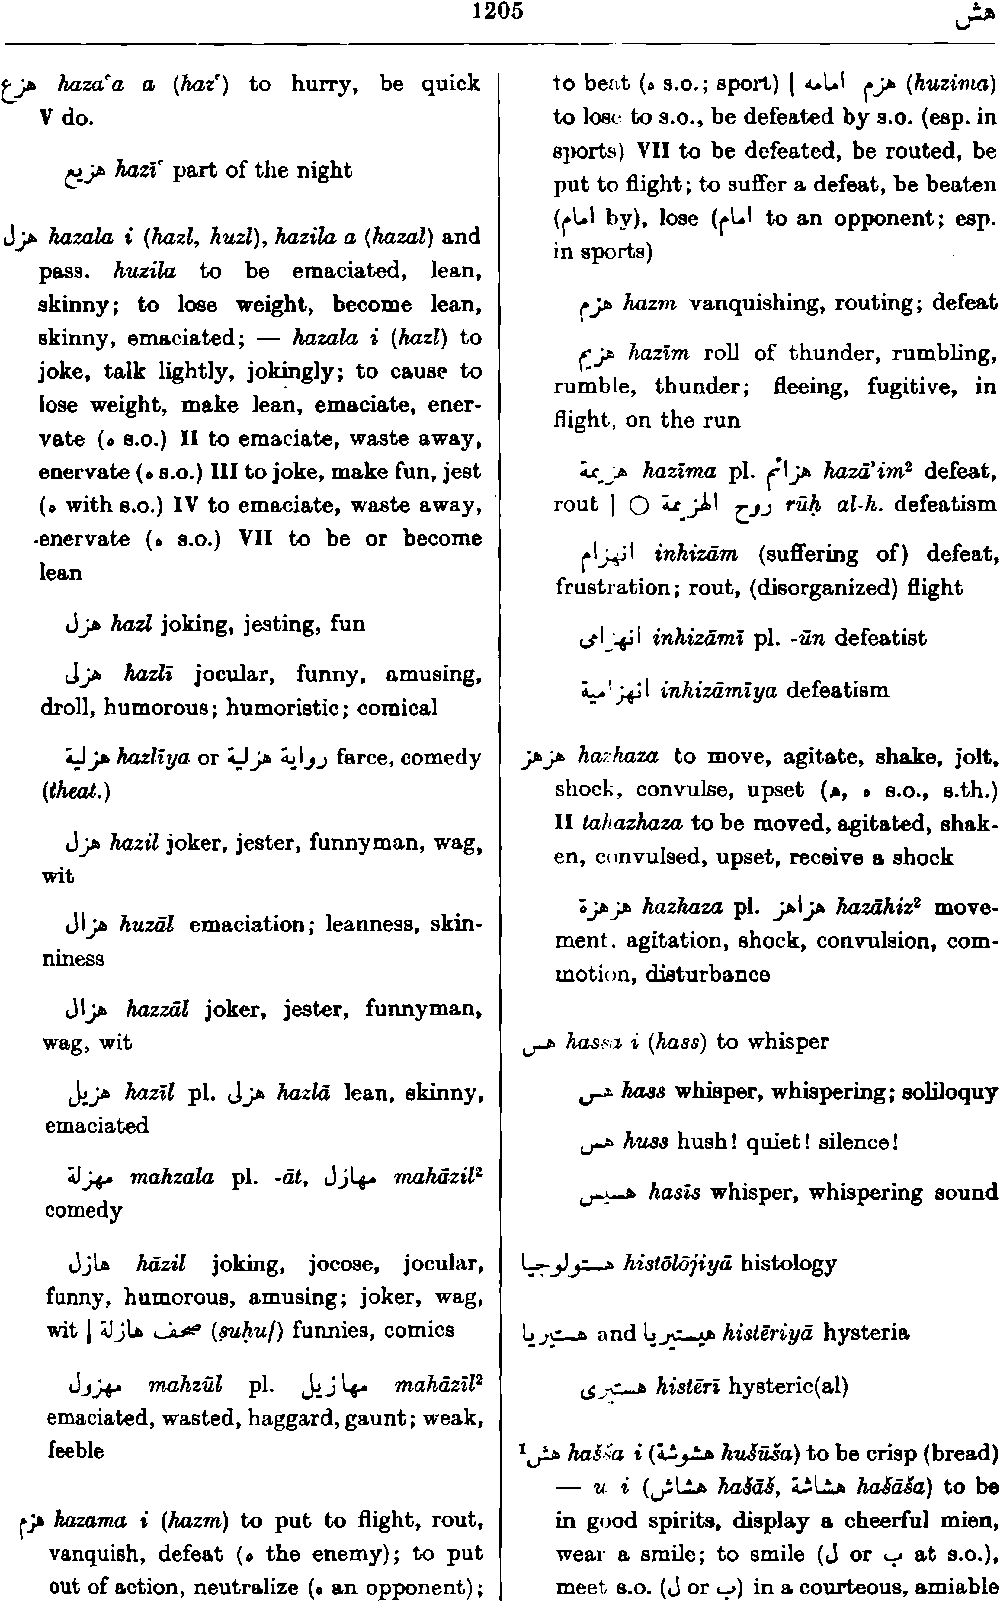 1205
هش
هزع haza‘a a (haz‘) to hurry, be quick
V do.
هزيع hazī‘ part of the night
هزل hazala i (hazl, huzl), hazila a (hazal) and
pass. huzila to be emaciated, lean,
skinny; to lose weight, become lean,
skinny, emaciated; — hazala i (hazl) to
joke, talk lightly, jokingly; to cause to
lose weight, make lean, emaciate, ener-
vate (ه s.o.) II to emaciate, waste away,
enervate (ه s.o.) III to joke, make fun, jest
(ه with s.o.) IV to emaciate, waste away,
enervate (ه s.o.) VII to be or become
lean
هزل hazl joking, jesting, fun
هزلى hazlī jocular, funny, amusing,
droll, humorous; humoristic; comical
هزلية hazlīya or رواية هزلية farce, comedy
(theat.)
هزل hazil joker, jester, funnyman, wag,
wit
هزال huzāl emaciation; leanness, skin-
niness
هزال hazzāl joker, jester, funnyman,
wag, wit
هزيل hazīl pl. هزلى hazlā lean, skinny,
emaciated
مهزلة mahzala pl. -āt, مهازل mahāzil²
comedy
هازل hāzil joking, jocose, jocular,
funny, humorous, amusing; joker, wag,
wit | صحف هازلة (ṣuḥuf) funnies, comics
مهزول mahzūl pl. مهازيل mahāzīl²
emaciated, wasted, haggard, gaunt; weak,
feeble
هزم hazama i (hazm) to put to flight, rout,
vanquish, defeat (ه the enemy); to put
out of action, neutralize (ه an opponent);
to beat (ه s.o.; sport) | هزم امامه (huzima)
to lose to s.o., be defeated by s.o. (esp. in
sports) VII to be defeated, be routed, be
put to flight; to suffer a defeat, be beaten
(امام by), lose (امام to an opponent; esp.
in sports)
هزم hazm vanquishing, routing; defeat
هزيم hazīm roll of thunder, rumbling,
rumble, thunder; fleeing, fugitive, in
flight, on the run
هزيمة hazīma pl. هزائم hazā’im² defeat,
rout | ○ روح الهزيمة rūḥ al-h. defeatism
انهزام inhizām (suffering of) defeat,
frustration; rout, (disorganized) flight
انهزامى inhizāmī pl. -ūn defeatist
انهزامية inhizāmīya defeatism
هزهز hazhaza to move, agitate, shake, jolt,
shock, convulse, upset (ه, ه s.o., s.th.)
II tahazhaza to be moved, agitated, shak-
en, convulsed, upset, receive a shock
هزهزة hazhaza pl. هزاهز hazāhiz² move-
ment, agitation, shock, convulsion, com-
motion, disturbance
هس hassa i (hass) to whisper
هس hass whisper, whispering; soliloquy
هس huss hush! quiet! silence!
هسيس hasīs whisper, whispering sound
هستولوجيا histōlōjiyā histology
هستيريا and هيستيريا histēriyā hysteria
هستيرى histērī hysteric(al)
¹هش hašša i (هشوشة hušūša) to be crisp (bread)
— u i (هشاش hašāš, هشاشة hašāša) to be
in good spirits, display a cheerful mien,
wear a smile; to smile (ل or ب at s.o.),
meet s.o. (ل or ب) in a courteous, amiable